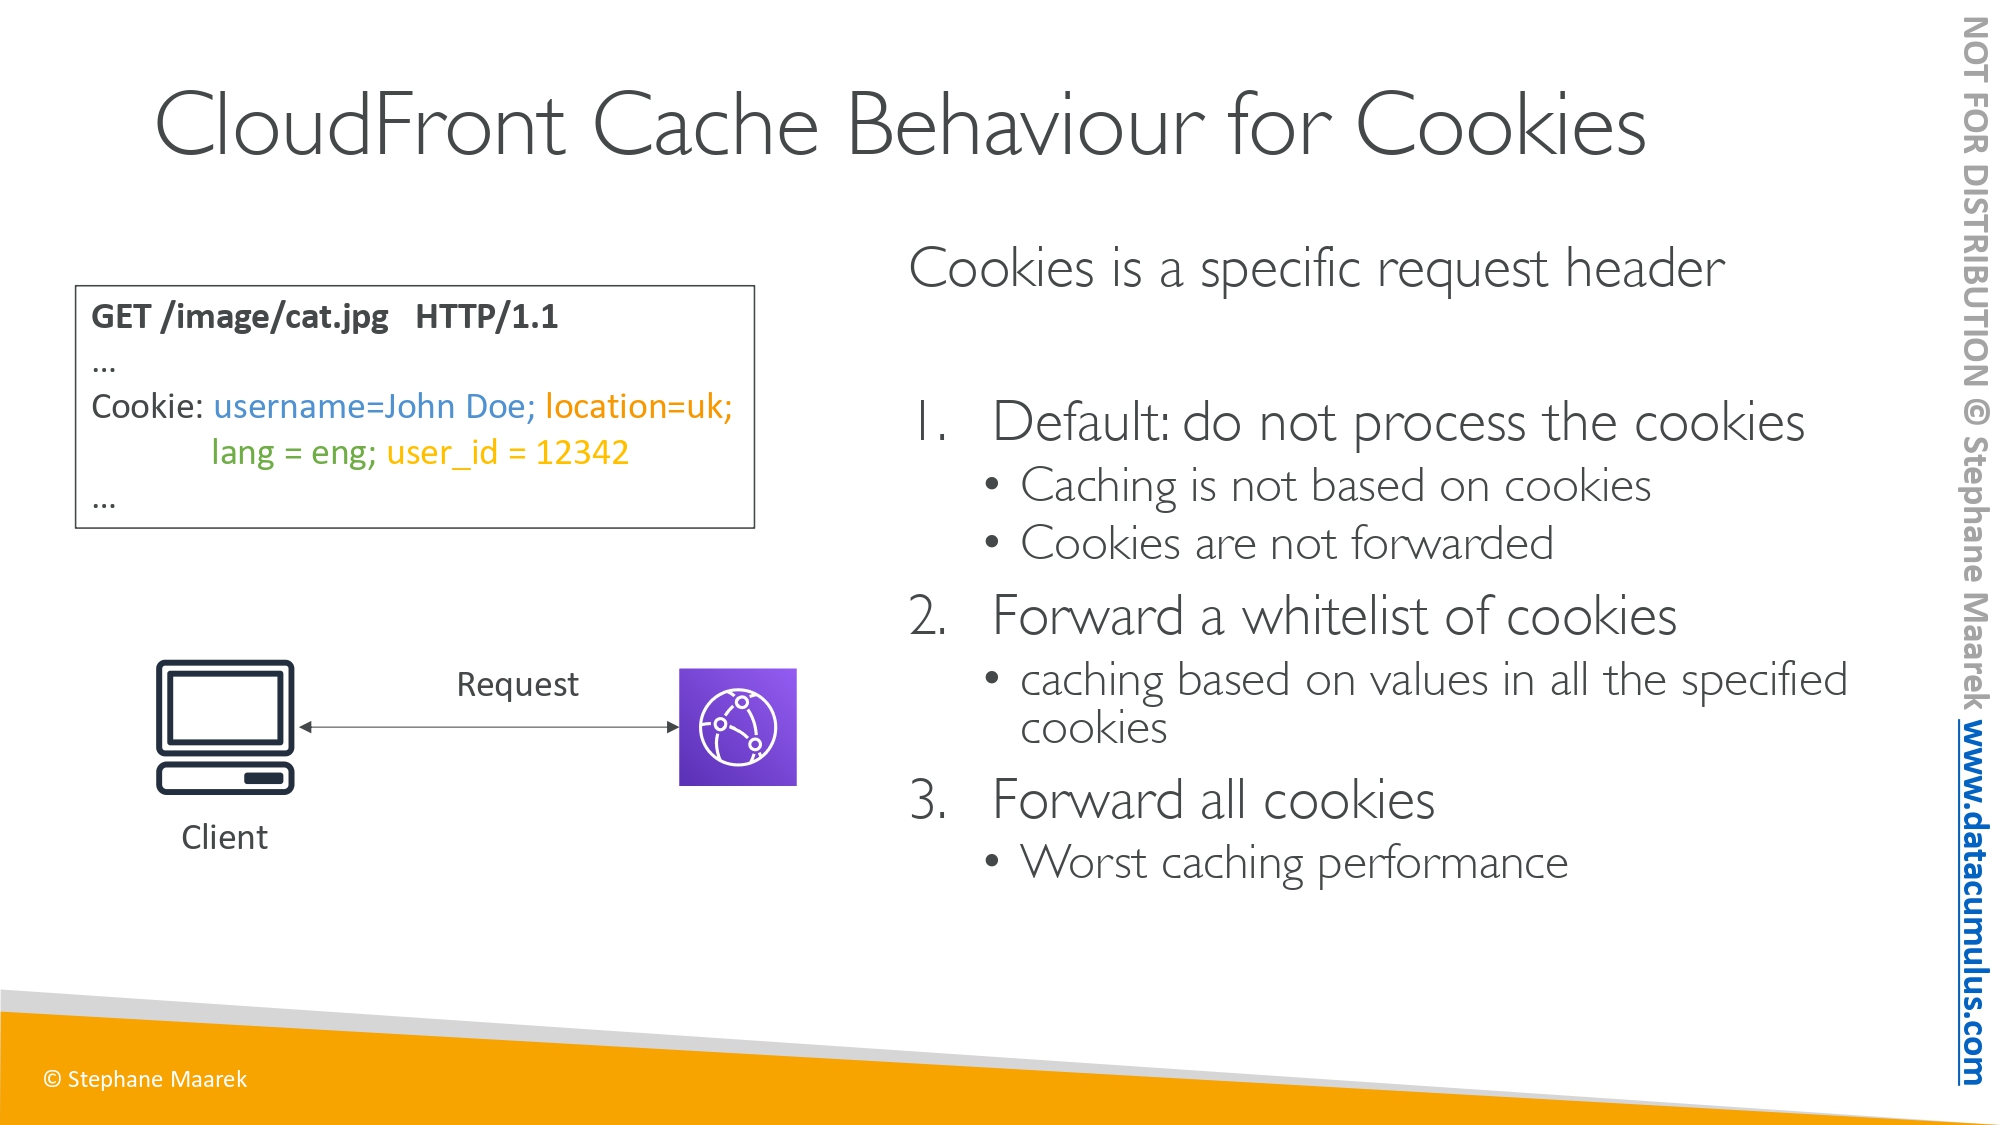 CloudFront Cache Behaviour for Cookies
GET /image/cat.jpg HTTP/1.1
...
Cookie: username=John Doe; location=uk;
lang = eng; user_id = 12342
...
Request
Client
Cookies is a specific request header
1. Default: do not process the cookies
• Caching is not based on cookies
• Cookies are not forwarded
2. Forward a whitelist of cookies
• caching based on values in all the specified
cookies
3. Forward all cookies
• Worst caching performance
© Stephane Maarek
NOT FOR DISTRIBUTION © Stephane Maarek www.datacumulus.com